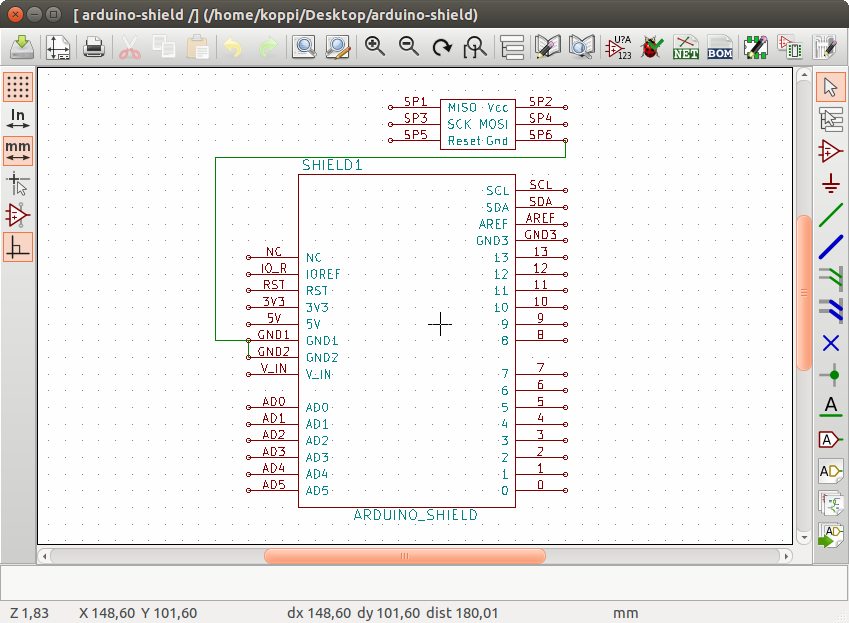 [ arduino-shield /] (/home/koppi/Desktop/arduino-shield)
U?A
123
NET
BOM
In
mm
SP1 MISO Vcc SP2
SP3 SCK MOSI SP4
SP5 Reset Gnd SP6
SHIELD1
SCL SCL
SDA SDA
AREF AREF
GND3 GND3
NC NC 13 13
IO_R IOREF 12 12
RST RST 11 11
3V3 3V3 10 10
5V 5V 9 9
GND1 GND1 8 8
GND2 GND2
V_IN V_IN 7 7
6 6
AD0 AD0 5 5
AD1 AD1 4 4
AD2 AD2 3 3
AD3 AD3 2 2
AD4 AD4 1 1
AD5 AD5 0 0
ARDUINO_SHIELD
A
A
AD
AD
Z 1,83 X 148,60 Y 101,60 dx 148,60 dy 101,60 dist 180,01 mm